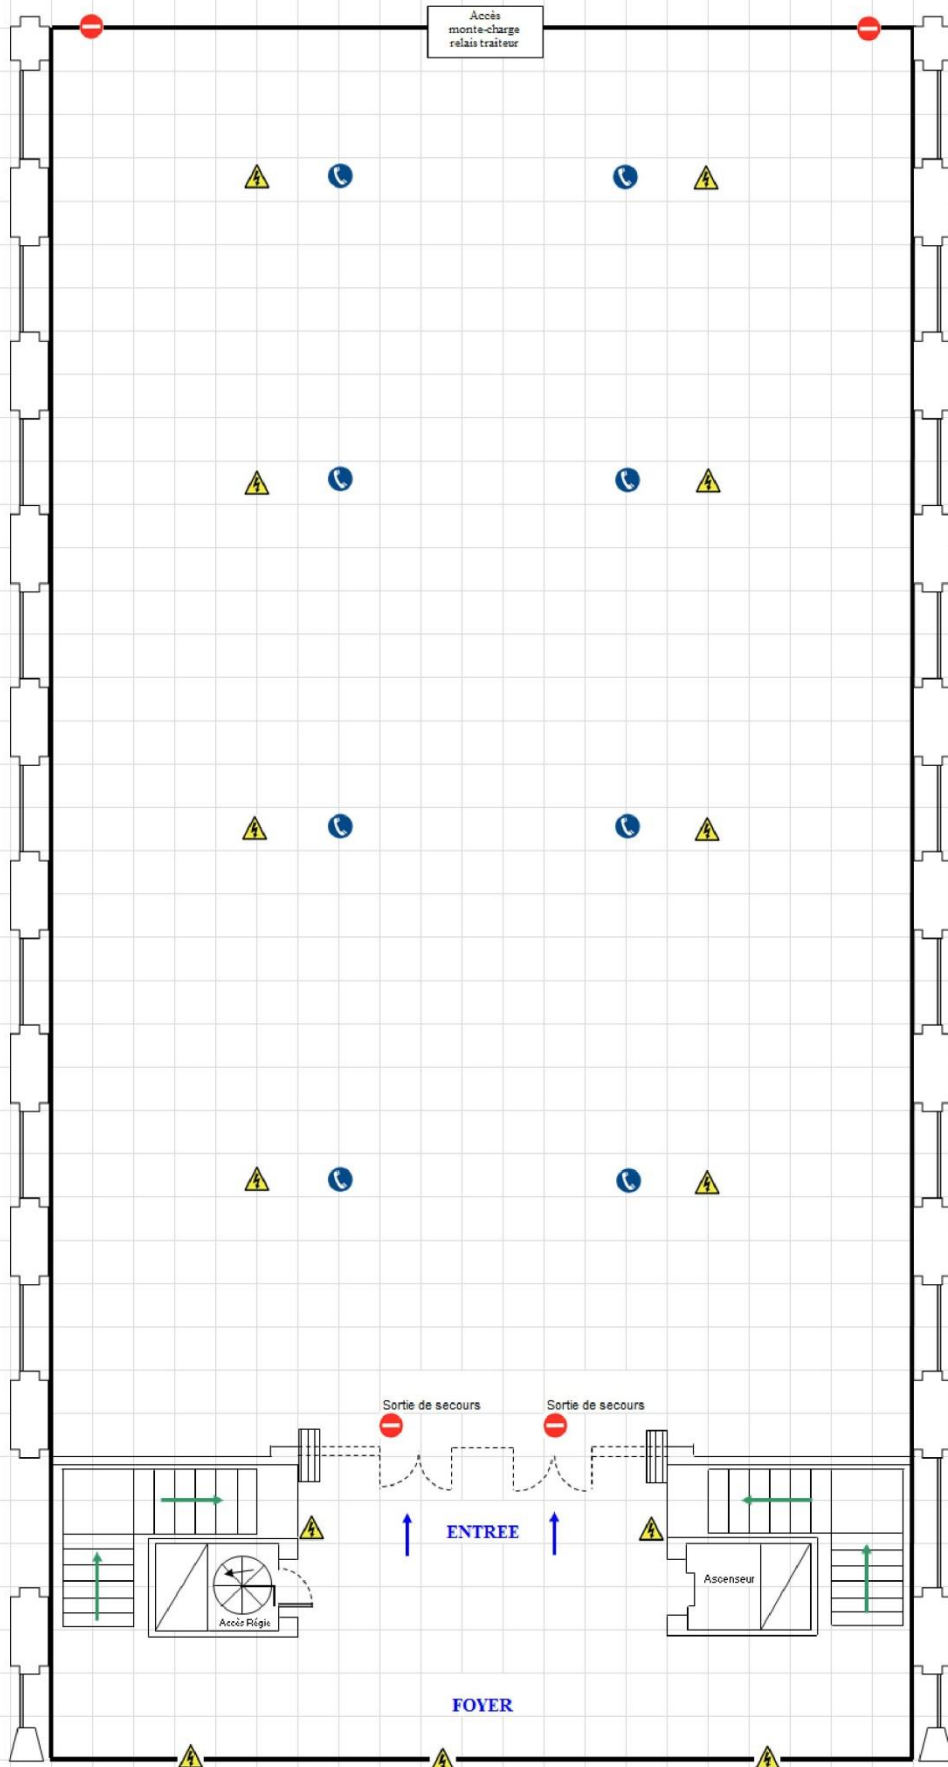 Accès
monte-charge
relais traiteur
Sortie de secours
Sortie de secours
ENTREE
Accès Régie
Ascenseur
FOYER